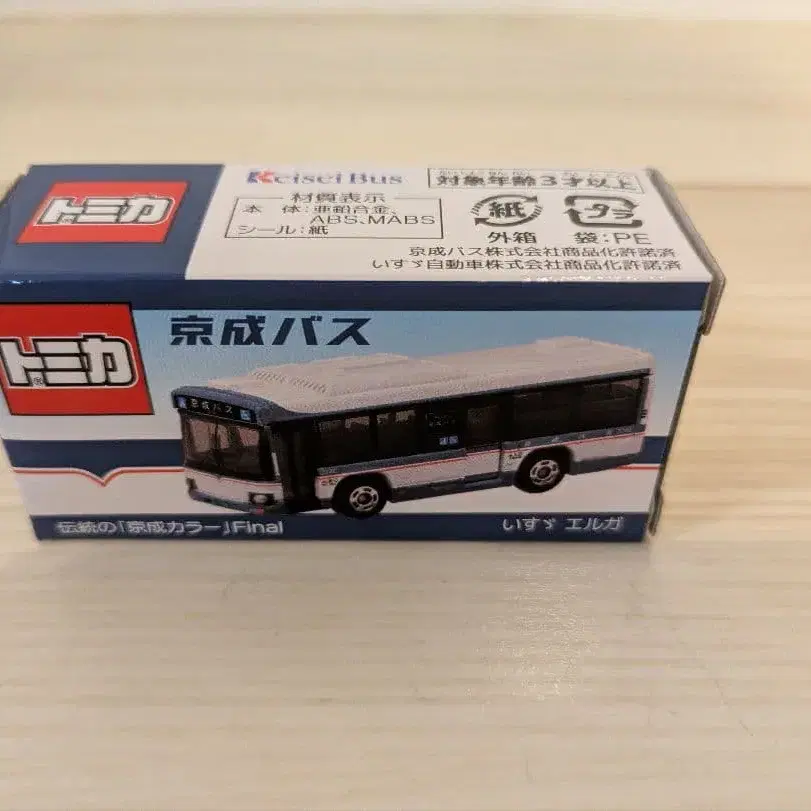 トミカ
Keisei Bus
対象年齢3才以上
材質表示
本 体:亜鉛合金、
ABS、MABS
シール:紙
紙
プラ
外箱 袋:PE
京成バス株式会社商品化許諾済
いすゞ自動車株式会社商品化許諾済
トミカ®
京成バス
京成バス
伝統の「京成カラー」Final
いすゞ エルガ